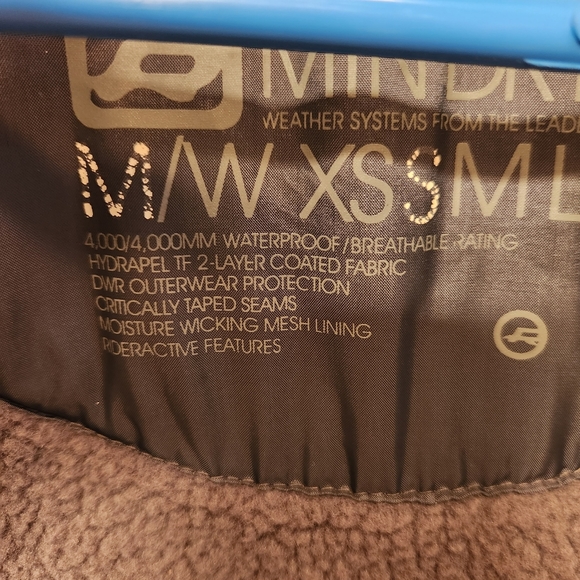 WEATHER SYSTEMS FROM THE
M/W XSSML
4,000/4,000MM WATERPROOF/BREATHABLE RATING
HYDRAPEL TF 2-LAYER COATED FABRIC
DWR OUTERWEAR PROTECTION
CRITICALLY TAPED SEAMS
MOISTURE WICKING MESH LINING
RIDERACTIVE FEATURES